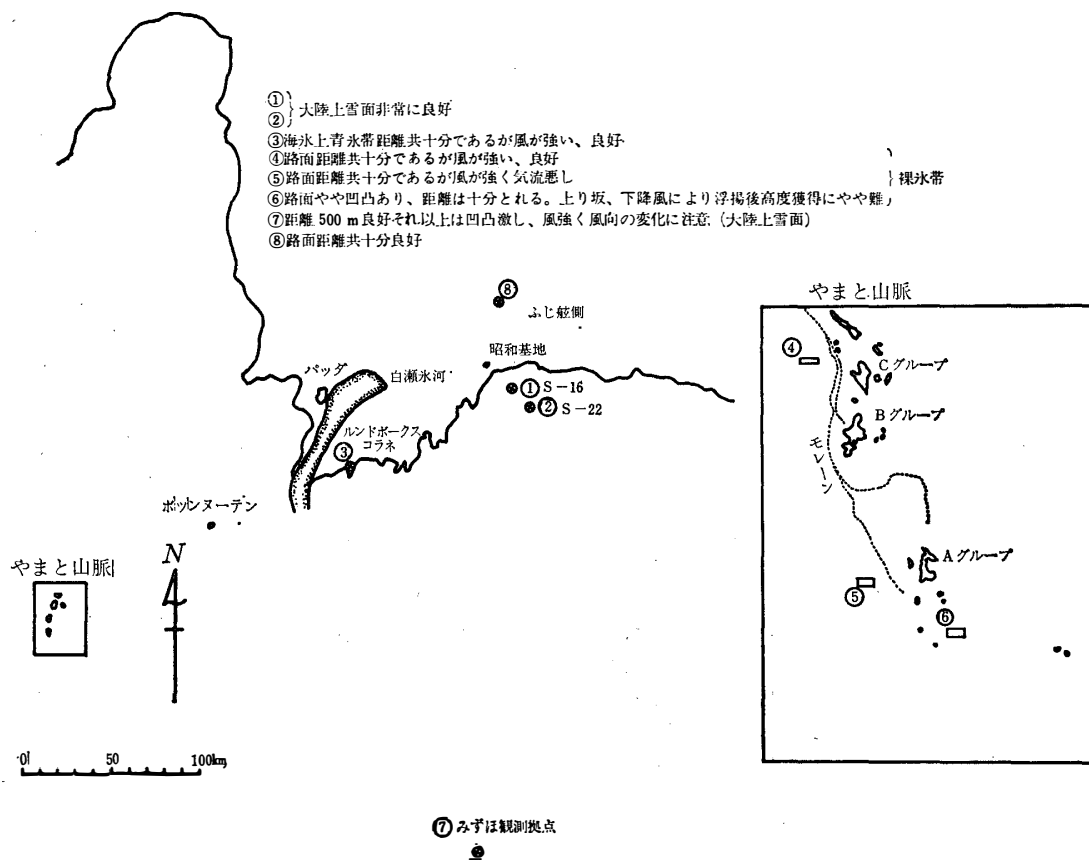 ①
② } 大陸上雪面非常に良好
③海氷上青氷帯距離共十分であるが風が強い、良好
④路面距離共十分であるが風が強い、良好
⑤路面距離共十分であるが風が強く気流悪し
⑥路面やや凹凸あり、距離は十分とれる。上り坂、下降風により浮揚後高度獲得にやや難
} 裸氷帯
⑦距離 500 m 良好それ以上は凹凸激し、風強く風向の変化に注意 (大陸上雪面)
⑧路面距離共十分良好
⑧
ふじ舷側
昭和基地
パッダ
白瀬氷河
① S-16
② S-22
ルンドボークス
コラネ
③
ボツンヌーテン
やまと山脈
N
0 50 100km
⑦ みずほ観測拠点
やまと山脈
④
Cグループ
Bグループ
モレーン
Aグループ
⑤
⑥